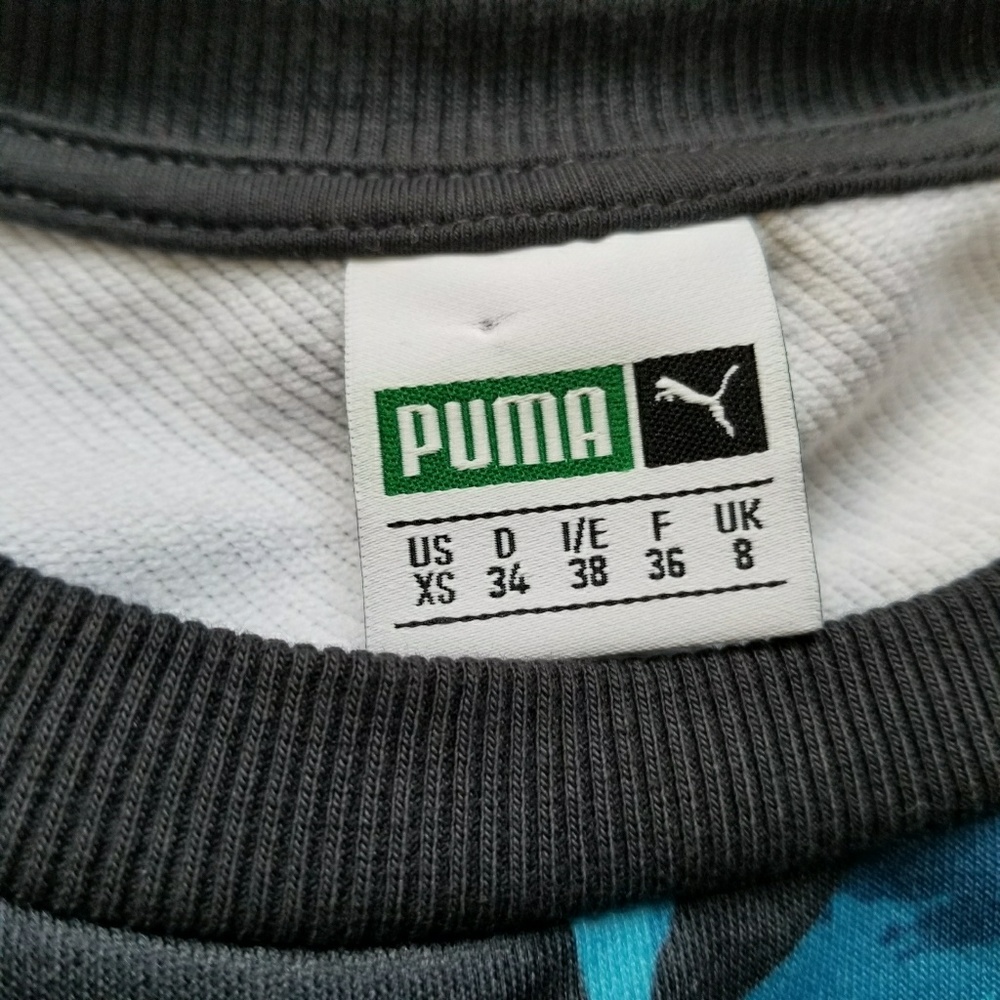 PUMA
US D I/E F UK
XS 34 38 36 8